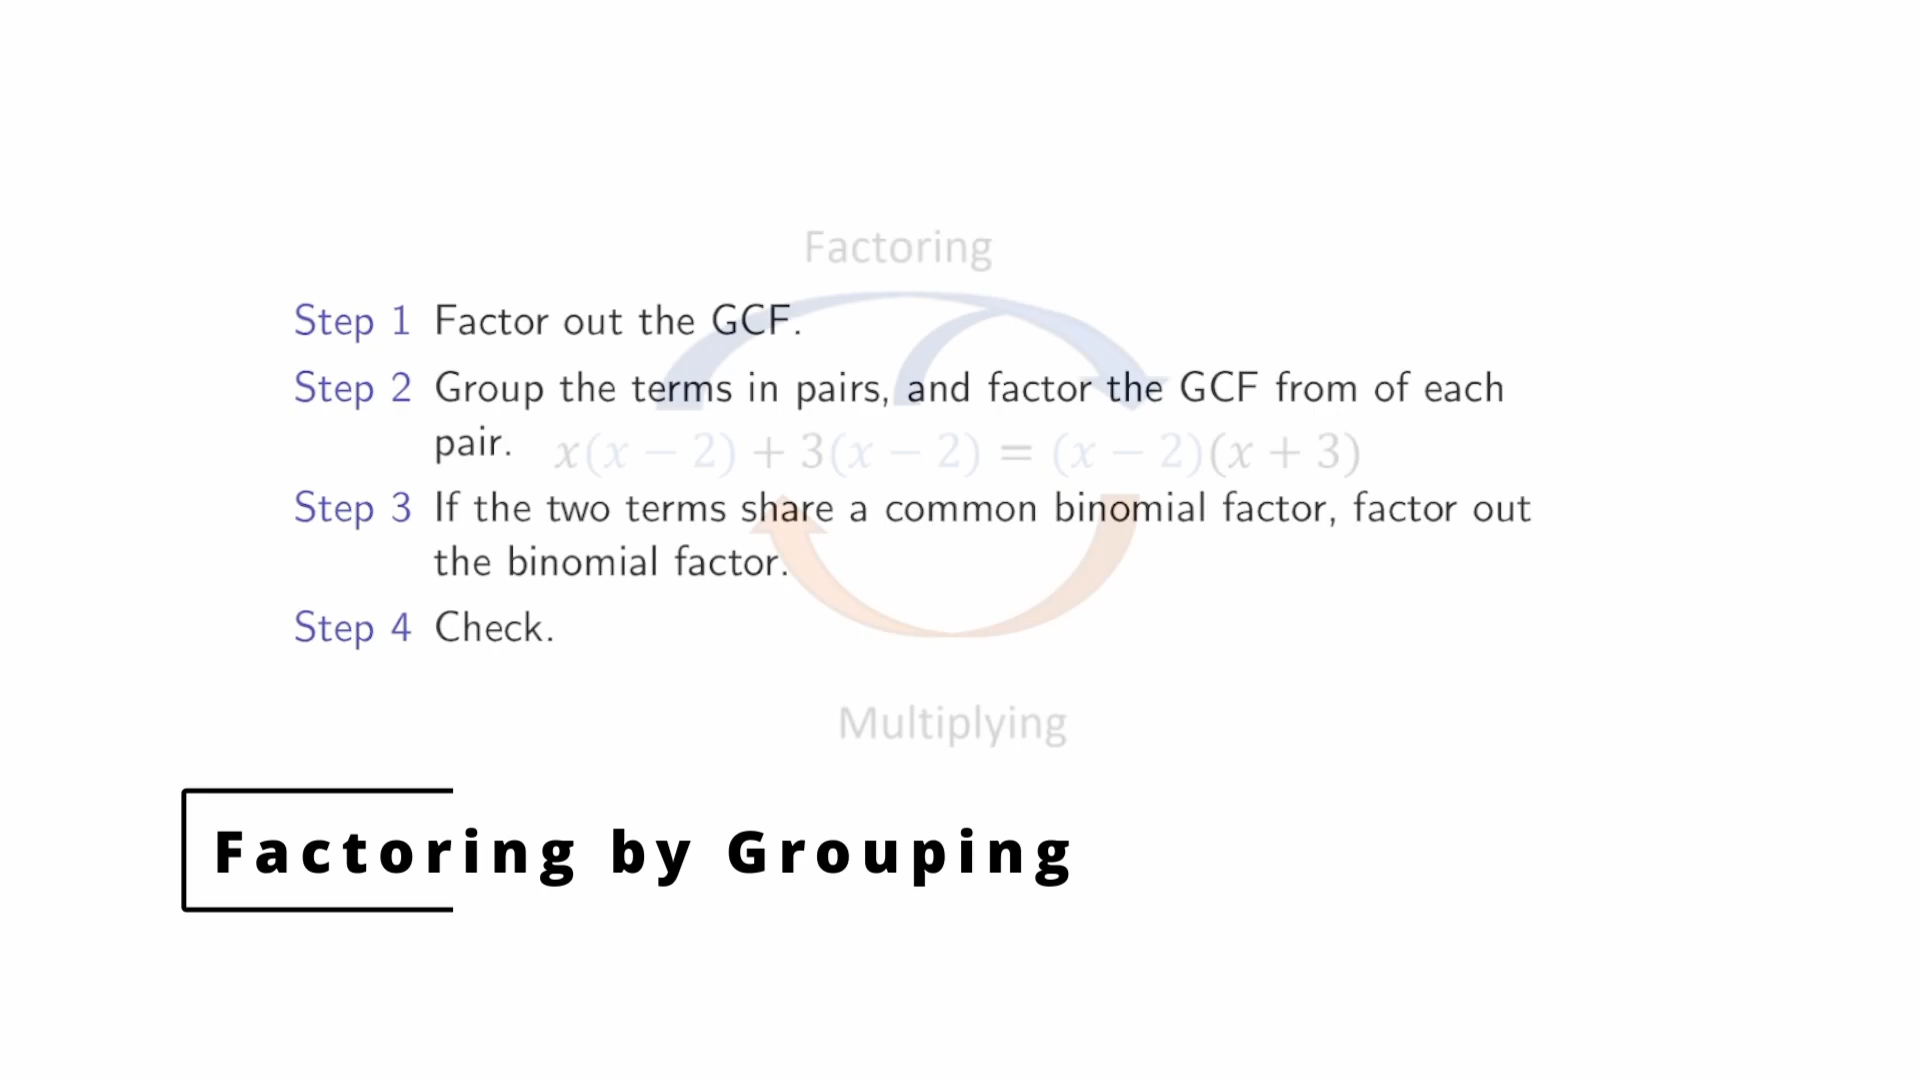 Factoring
Step 1 Factor out the GCF.
Step 2 Group the terms in pairs, and factor the GCF from of each
pair.
x(x − 2) + 3(x − 2) = (x − 2)(x + 3)
Step 3 If the two terms share a common binomial factor, factor out
the binomial factor.
Step 4 Check.
Multiplying
Factoring by Grouping